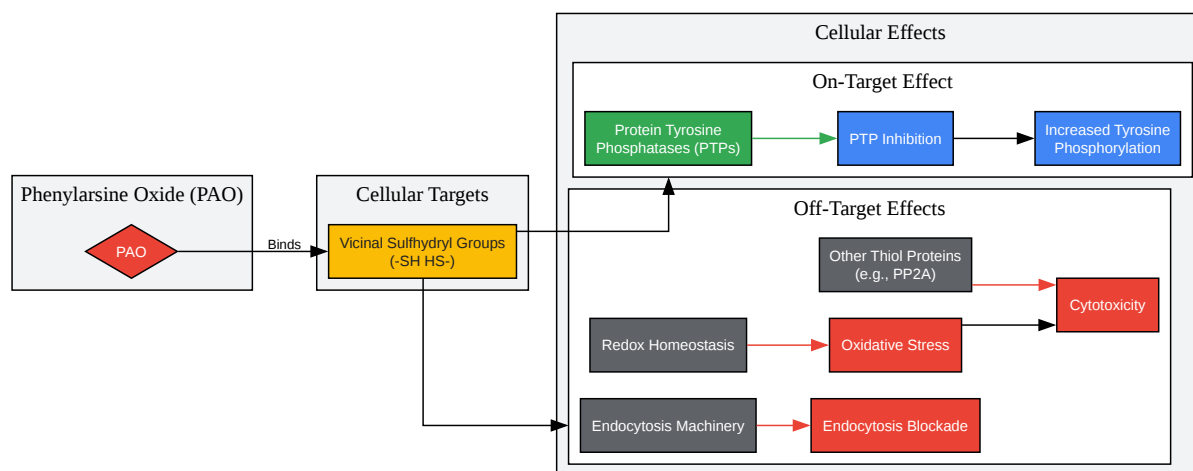 Cellular Effects
On-Target Effect
Protein Tyrosine
Phosphatases (PTPs)
PTP Inhibition
Increased Tyrosine
Phosphorylation
Phenylarsine Oxide (PAO)
PAO
Binds
Cellular Targets
Vicinal Sulfhydryl Groups
(-SH HS-)
Off-Target Effects
Other Thiol Proteins
(e.g., PP2A)
Cytotoxicity
Redox Homeostasis
Oxidative Stress
Endocytosis Machinery
Endocytosis Blockade